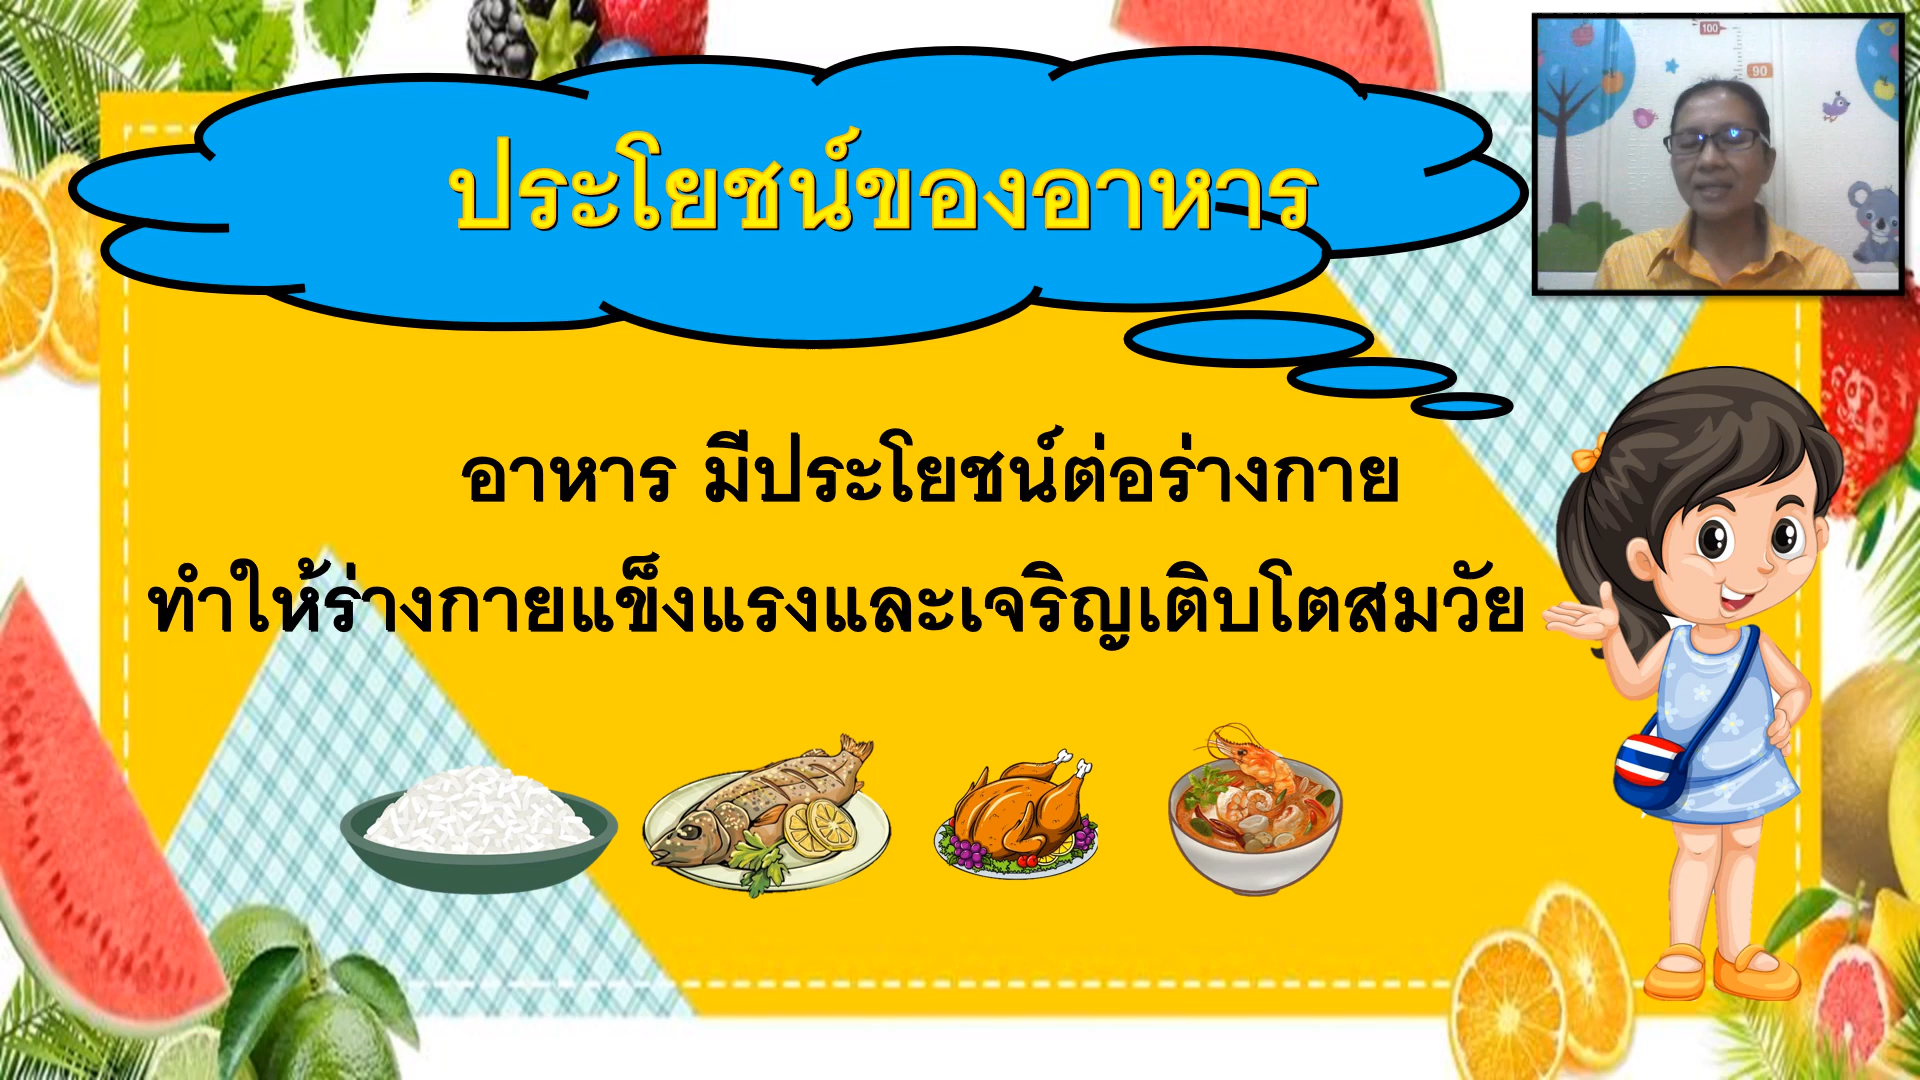 ประโยชน์ของอาหาร
อาหาร มีประโยชน์ต่อร่างกาย
ทำให้ร่างกายแข็งแรงและเจริญเติบโตสมวัย
100
90